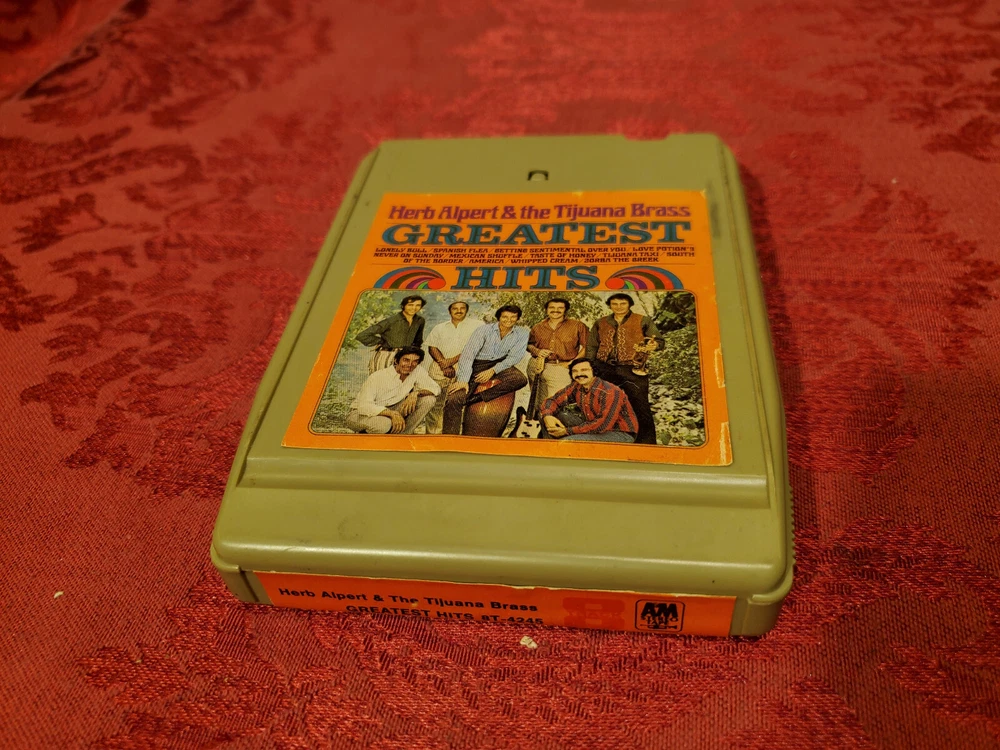 Herb Alpert & the Tijuana Brass
GREATEST
LONELY BULL / SPANISH FLEA / GETTING SENTIMENTAL OVER YOU / LOVE POTION 9
NEVER ON SUNDAY / MEXICAN SHUFFLE / TASTE OF HONEY / TIJUANA TAXI / SOUTH
OF THE BORDER / AMERICA / WHIPPED CREAM / ZORBA THE GREEK
HITS
Herb Alpert & The Tijuana Brass
GREATEST HITS 8T-4245
A&M